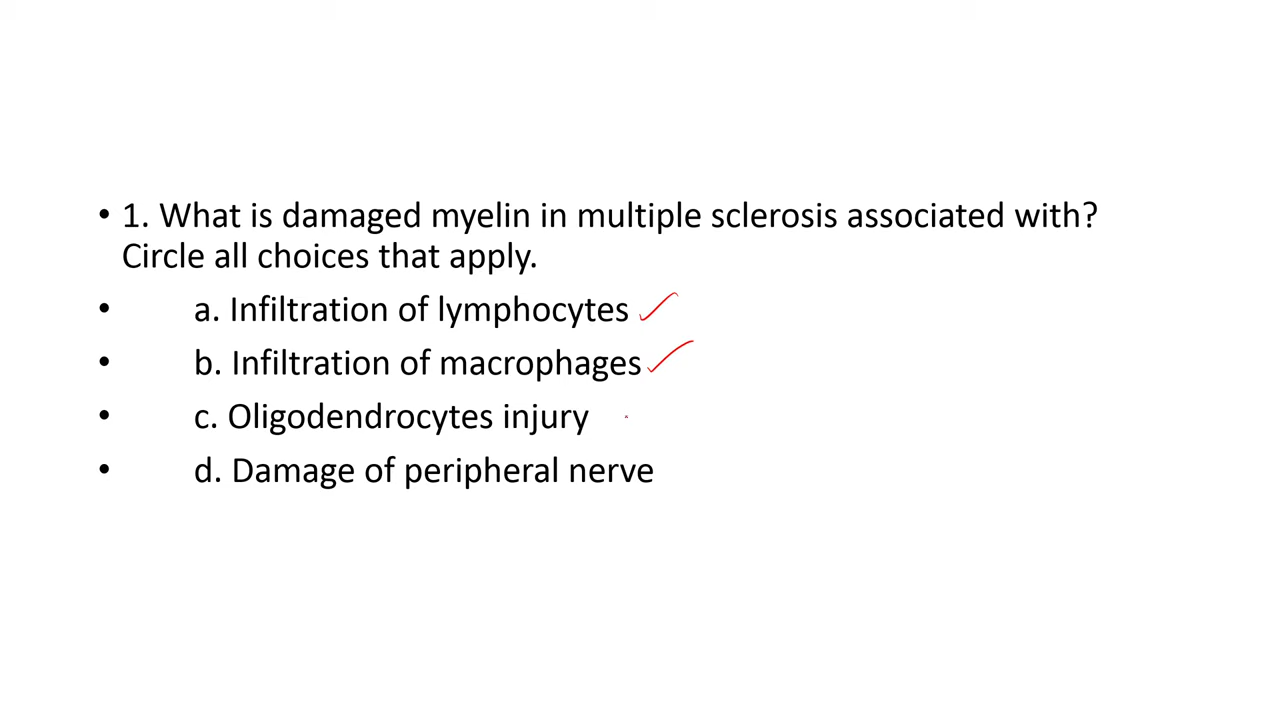 • 1. What is damaged myelin in multiple sclerosis associated with?
Circle all choices that apply.
• a. Infiltration of lymphocytes
• b. Infiltration of macrophages
• c. Oligodendrocytes injury
• d. Damage of peripheral nerve